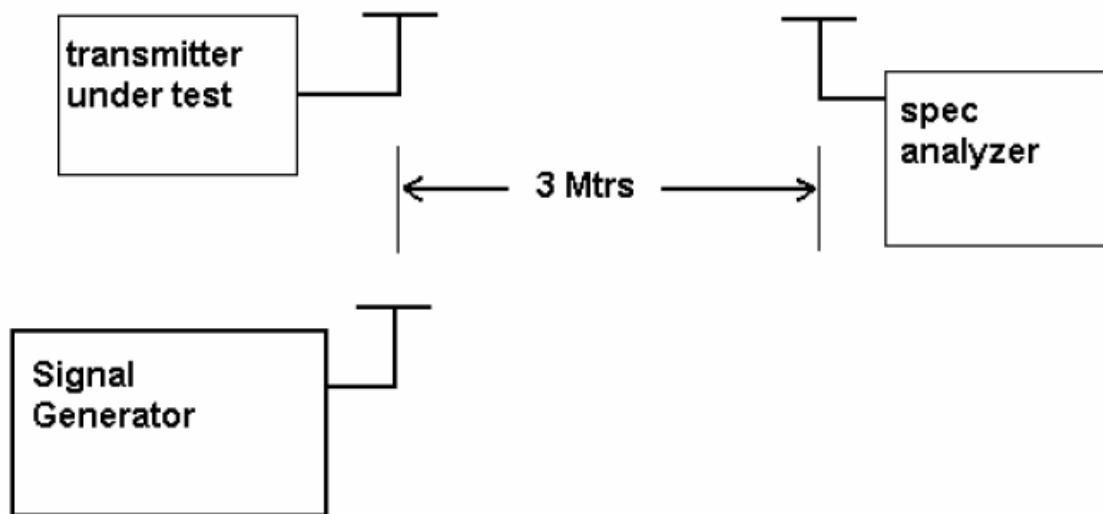 transmitter
under test
spec
analyzer
3 Mtrs
Signal
Generator